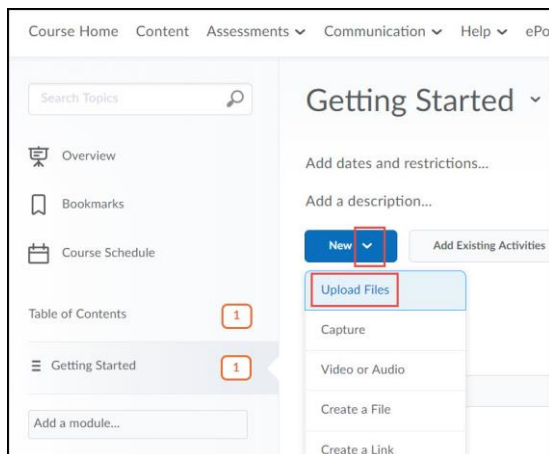 Course Home Content Assessments Communication Help ePo
Search Topics
Overview
Bookmarks
Course Schedule
Table of Contents 1
Getting Started 1
Add a module...
Getting Started
Add dates and restrictions...
Add a description...
New Add Existing Activities
Upload Files
Capture
Video or Audio
Create a File
Create a Link